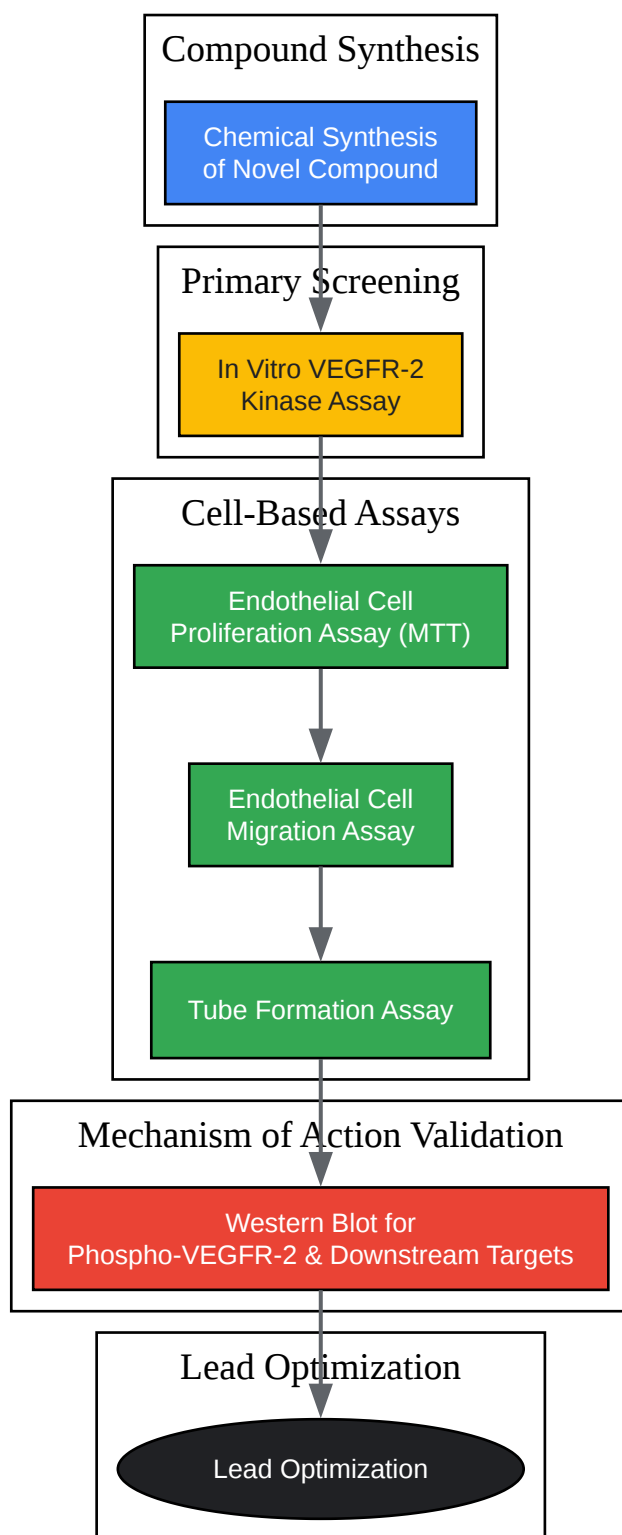 Compound Synthesis
Chemical Synthesis
of Novel Compound
Primary Screening
In Vitro VEGFR-2
Kinase Assay
Cell-Based Assays
Endothelial Cell
Proliferation Assay (MTT)
Endothelial Cell
Migration Assay
Tube Formation Assay
Mechanism of Action Validation
Western Blot for
Phospho-VEGFR-2 & Downstream Targets
Lead Optimization
Lead Optimization